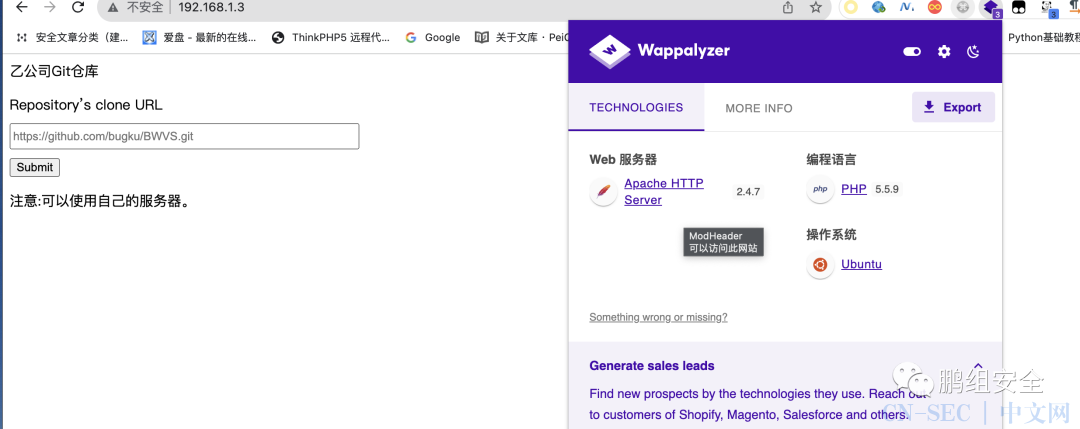 不安全 | 192.168.1.3
3
3
安全文章分类（建...
爱盘 - 最新的在线...
ThinkPHP5 远程代...
Google
关于文库 · PeiQ
Python基础教程
乙公司Git仓库
Repository's clone URL
https://github.com/bugku/BWVS.git
Submit
注意:可以使用自己的服务器。
Wappalyzer
TECHNOLOGIES
MORE INFO
Export
Web 服务器
Apache HTTP
Server
2.4.7
编程语言
php
PHP
5.5.9
操作系统
Ubuntu
ModHeader
可以访问此网站
Something wrong or missing?
Generate sales leads
Find new prospects by the technologies they use. Reach out
to customers of Shopify, Magento, Salesforce and others.
鹏组安全
CN-SEC | 中文网